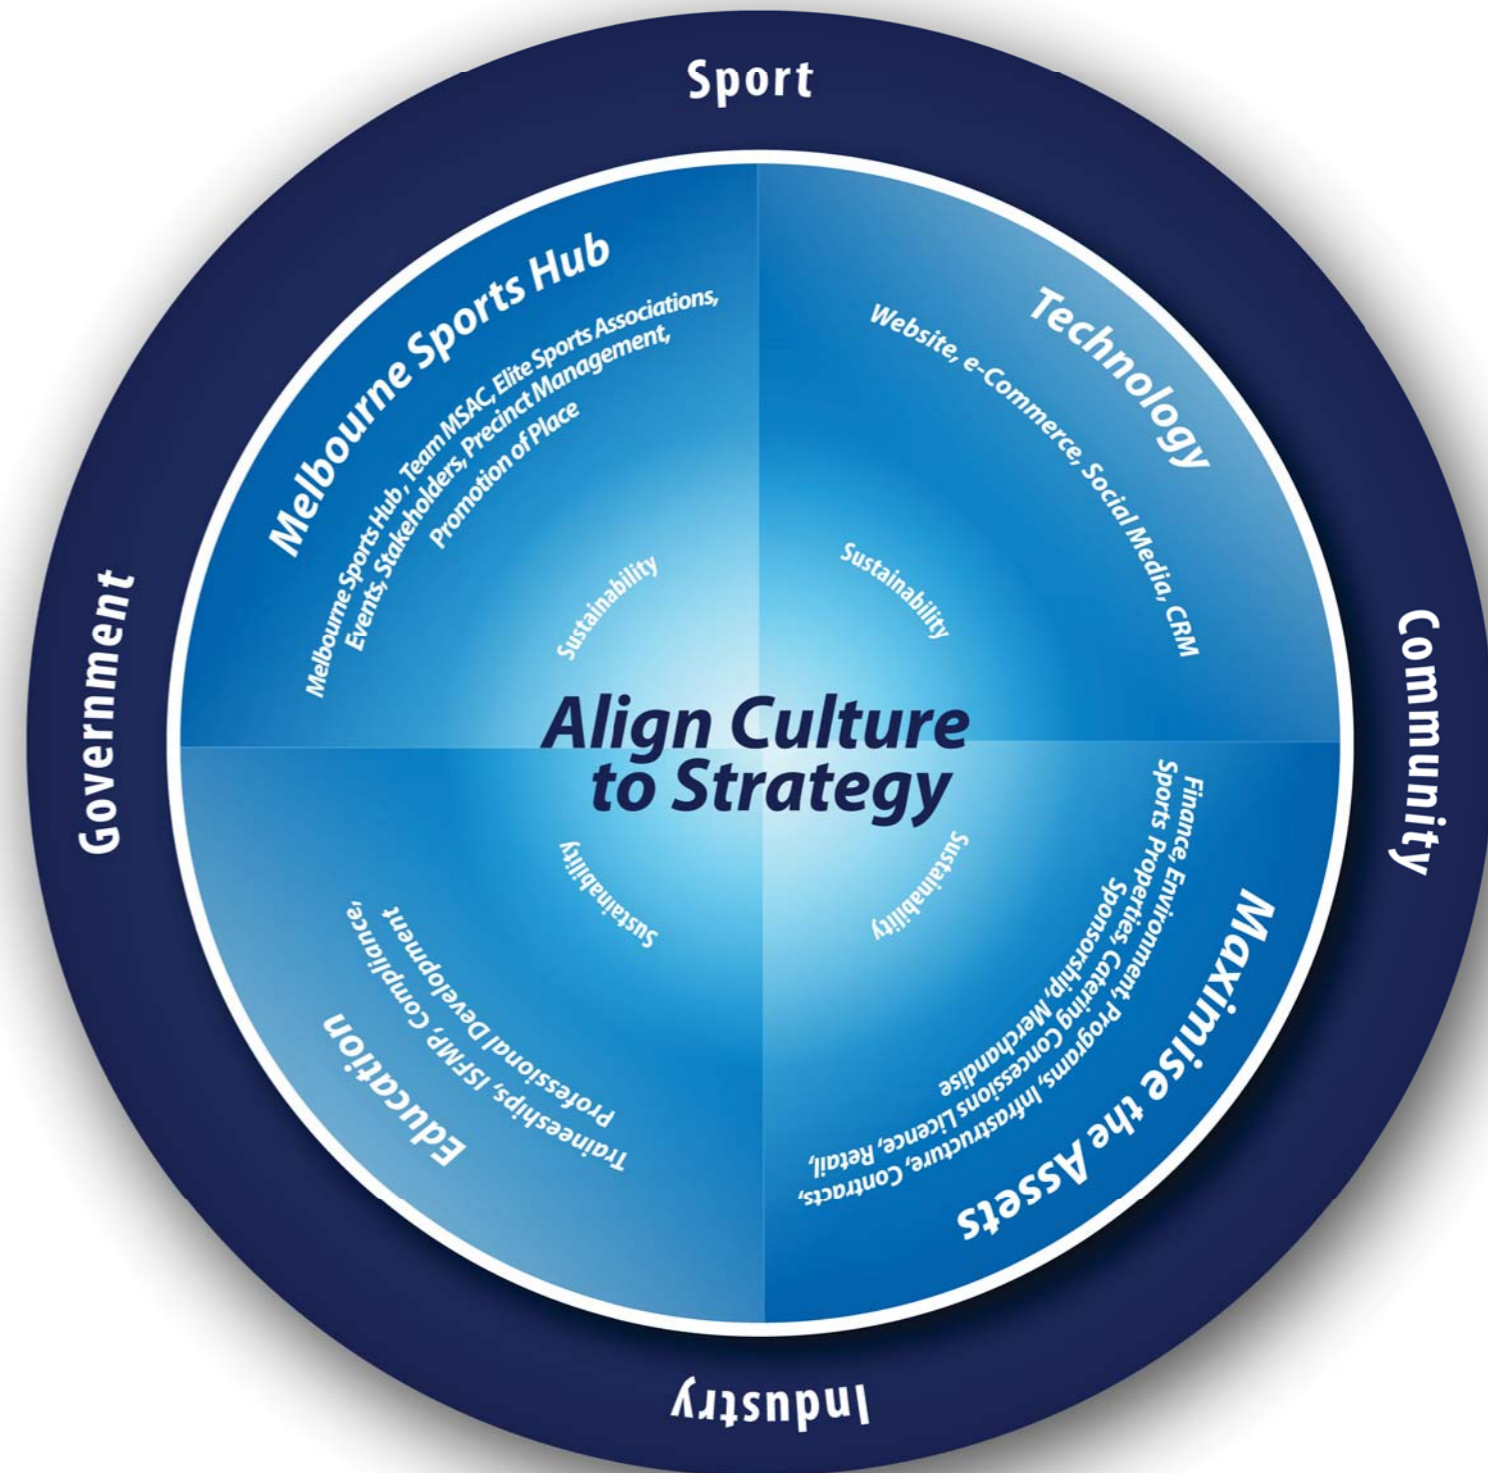 Sport
Community
Industry
Government
Melbourne Sports Hub
Melbourne Sports Hub, Team MSAC, Elite Sports Associations,
Events, Stakeholders, Precinct Management,
Promotion of Place
Sustainability
Technology
Website, e-Commerce, Social Media, CRM
Sustainability
Align Culture
to Strategy
Maximise the Assets
Finance, Environment, Programs, Infrastructure, Contracts,
Sports Properties, Catering Concessions Licence, Retail,
Sponsorship, Merchandise
Sustainability
Education
Traineeships, ISFMP, Compliance,
Professional Development
Sustainability